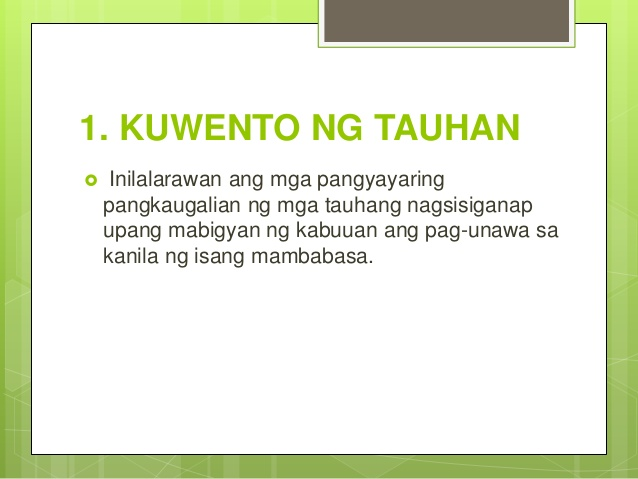 1. KUWENTO NG TAUHAN
Inilalarawan ang mga pangyayaring
pangkaugalian ng mga tauhang nagsisiganap
upang mabigyan ng kabuuan ang pag-unawa sa
kanila ng isang mambabasa.